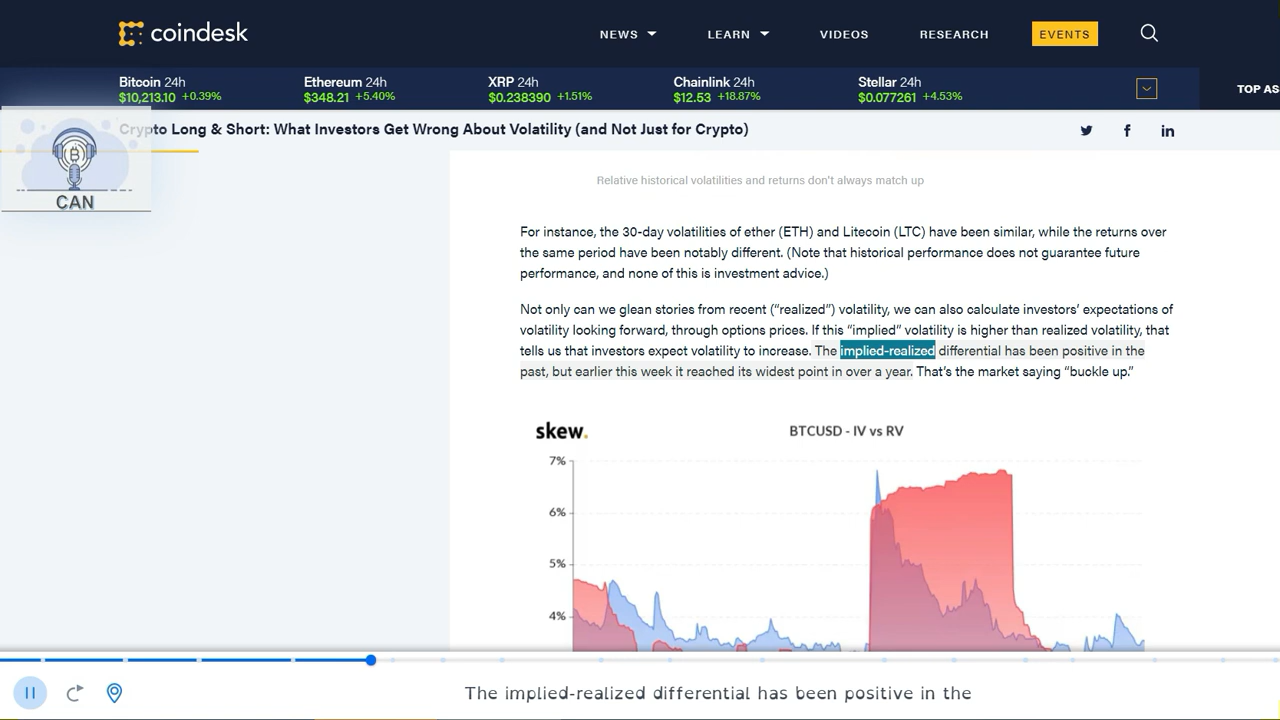 coindesk
NEWS LEARN VIDEOS RESEARCH EVENTS
Bitcoin 24h Ethereum 24h XRP 24h Chainlink 24h Stellar 24h
$10,213.10 +0.39% $348.21 +5.40% $0.238390 +1.51% $12.53 +18.87% $0.077261 +4.53% TOP AS
Crypto Long & Short: What Investors Get Wrong About Volatility (and Not Just for Crypto)
CAN
Relative historical volatilities and returns don't always match up
For instance, the 30-day volatilities of ether (ETH) and Litecoin (LTC) have been similar, while the returns over
the same period have been notably different. (Note that historical performance does not guarantee future
performance, and none of this is investment advice.)
Not only can we glean stories from recent (“realized”) volatility, we can also calculate investors’ expectations of
volatility looking forward, through options prices. If this “implied” volatility is higher than realized volatility, that
tells us that investors expect volatility to increase. The implied-realized differential has been positive in the
past, but earlier this week it reached its widest point in over a year. That’s the market saying “buckle up.”
skew.
BTCUSD - IV vs RV
7%
6%
5%
4%
The implied-realized differential has been positive in the